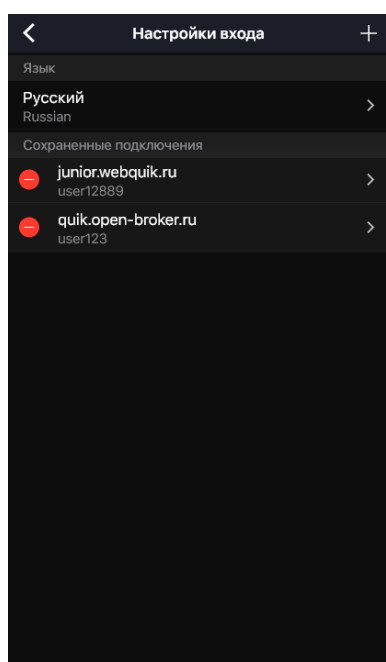 Настройки входа
Язык
Русский
Russian
Сохраненные подключения
junior.webquik.ru
user12889
quik.open-broker.ru
user123